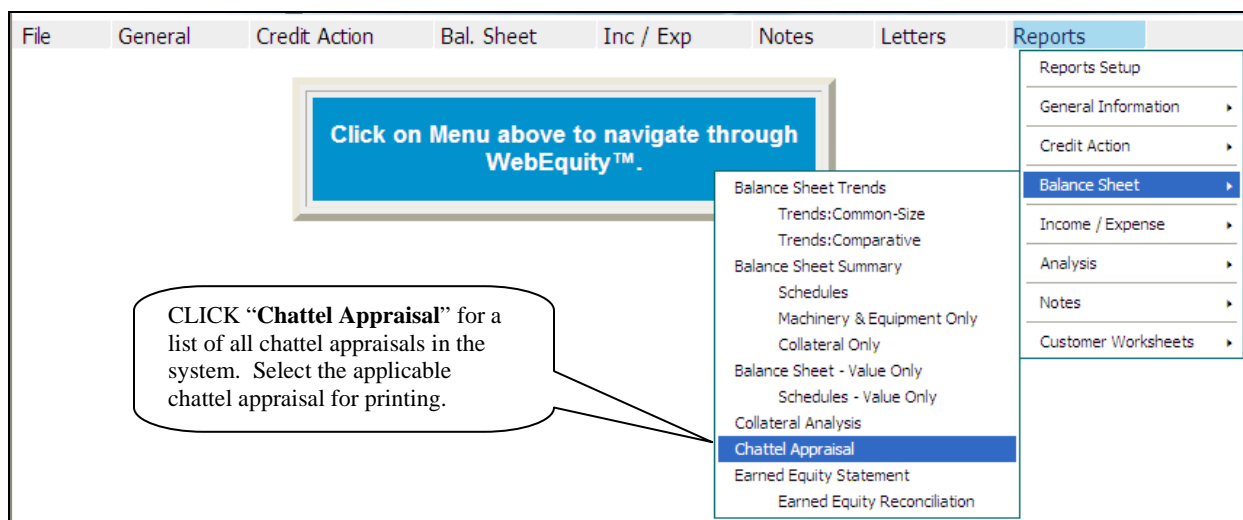 File General Credit Action Bal. Sheet Inc / Exp Notes Letters Reports
Click on Menu above to navigate through
WebEquity™.
Reports Setup
General Information
Credit Action
Balance Sheet
Income / Expense
Analysis
Notes
Customer Worksheets
Balance Sheet Trends
Trends:Common-Size
Trends:Comparative
Balance Sheet Summary
Schedules
Machinery & Equipment Only
Collateral Only
Balance Sheet - Value Only
Schedules - Value Only
Collateral Analysis
Chattel Appraisal
Earned Equity Statement
Earned Equity Reconciliation
CLICK “Chattel Appraisal” for a
list of all chattel appraisals in the
system.  Select the applicable
chattel appraisal for printing.